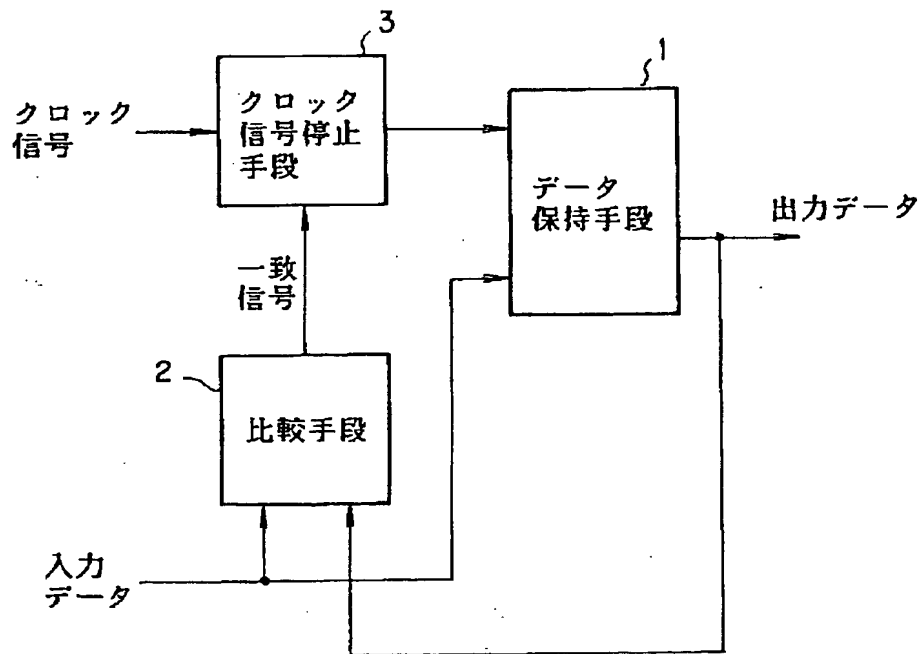 3
クロック
信号停止
手段
1
クロック
信号
データ
保持手段
出力データ
一致
信号
2
比較手段
入力
データ